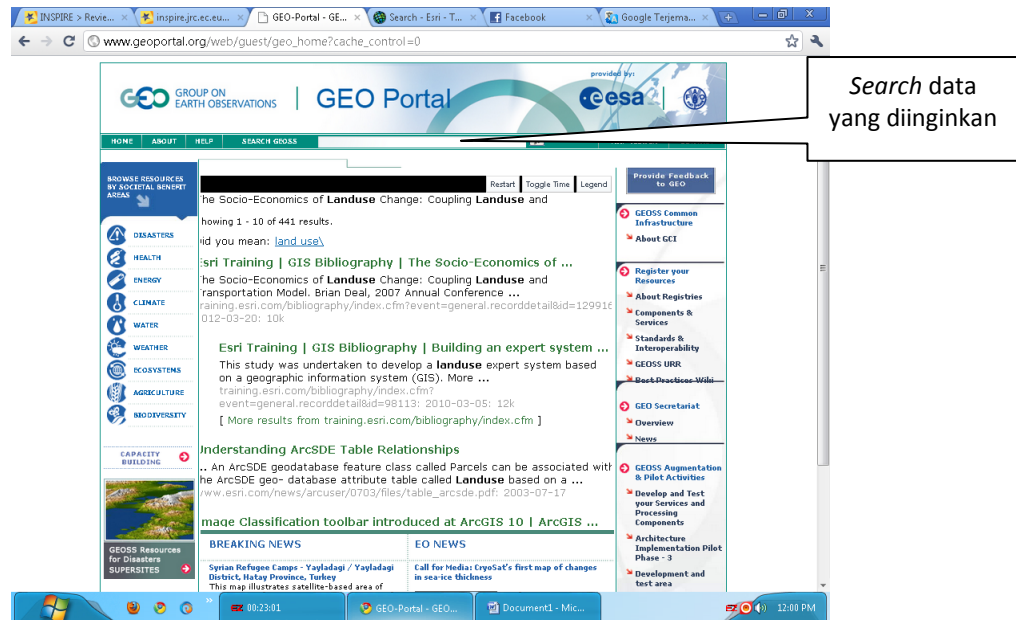 INSPIRE > Revie...
inspire.jrc.ec.eu...
GEO-Portal - GE...
Search - Esri - T...
Facebook
Google Terjema...
www.geoportal.org/web/guest/geo_home?cache_control=0
Search data
yang diinginkan
GEO GROUP ON
EARTH OBSERVATIONS
GEO Portal
provided by:
esa
HOME ABOUT HELP SEARCH GEOSS
BROWSE RESOURCES
BY SOCIETAL BENEFIT
AREAS
DISASTERS
HEALTH
ENERGY
CLIMATE
WATER
WEATHER
ECOSYSTEMS
AGRICULTURE
BIODIVERSITY
CAPACITY
BUILDING
GEOSS Resources
for Disasters
SUPERSITES
Restart Toggle Time Legend
he Socio-Economics of Landuse Change: Coupling Landuse and
howing 1 - 10 of 441 results.
id you mean: land use\
sri Training | GIS Bibliography | The Socio-Economics of ...
he Socio-Economics of Landuse Change: Coupling Landuse and
ransportation Model. Brian Deal, 2007 Annual Conference ...
raining.esri.com/bibliography/index.cfm?event=general.recorddetail&id=12991
012-03-20: 10k
Esri Training | GIS Bibliography | Building an expert system ...
This study was undertaken to develop a landuse expert system based
on a geographic information system (GIS). More ...
training.esri.com/bibliography/index.cfm?
event=general.recorddetail&id=98113: 2010-03-05: 12k
[ More results from training.esri.com/bibliography/index.cfm ]
Understanding ArcSDE Table Relationships
.. An ArcSDE geodatabase feature class called Parcels can be associated with
he ArcSDE geo- database attribute table called Landuse based on a ...
www.esri.com/news/arcuser/0703/files/table_arcsde.pdf: 2003-07-17
mage Classification toolbar introduced at ArcGIS 10 | ArcGIS ...
BREAKING NEWS
Syrian Refugee Camps - Yayladagi / Yayladagi
District, Hatay Province, Turkey
This map illustrates satellite-based area of
EO NEWS
Call for Media: CryoSat's first map of changes
in sea-ice thickness
Provide Feedback
to GEO
GEOSS Common
Infrastructure
About GCI
Register your
Resources
About Registries
Components &
Services
Standards &
Interoperability
GEOSS URR
Best Practices Wiki
GEO Secretariat
Overview
News
GEOSS Augmentation
& Pilot Activities
Develop and Test
your Services and
Processing
Components
Architecture
Implementation Pilot
Phase - 3
Development and
test area
00:23:01
GEO-Portal - GEO...
Document1 - Mic...
12:00 PM